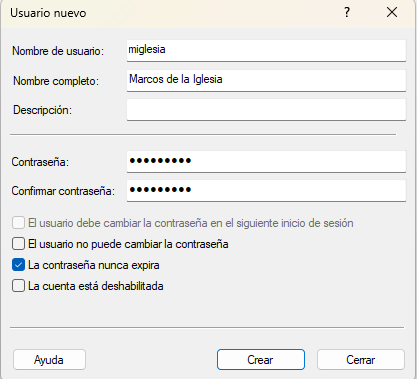 Usuario nuevo
Nombre de usuario: miglesia
Nombre completo: Marcos de la Iglesia
Descripción:
Contraseña: •••••••••
Confirmar contraseña: •••••••••
El usuario debe cambiar la contraseña en el siguiente inicio de sesión
El usuario no puede cambiar la contraseña
La contraseña nunca expira
La cuenta está deshabilitada
Ayuda Crear Cerrar